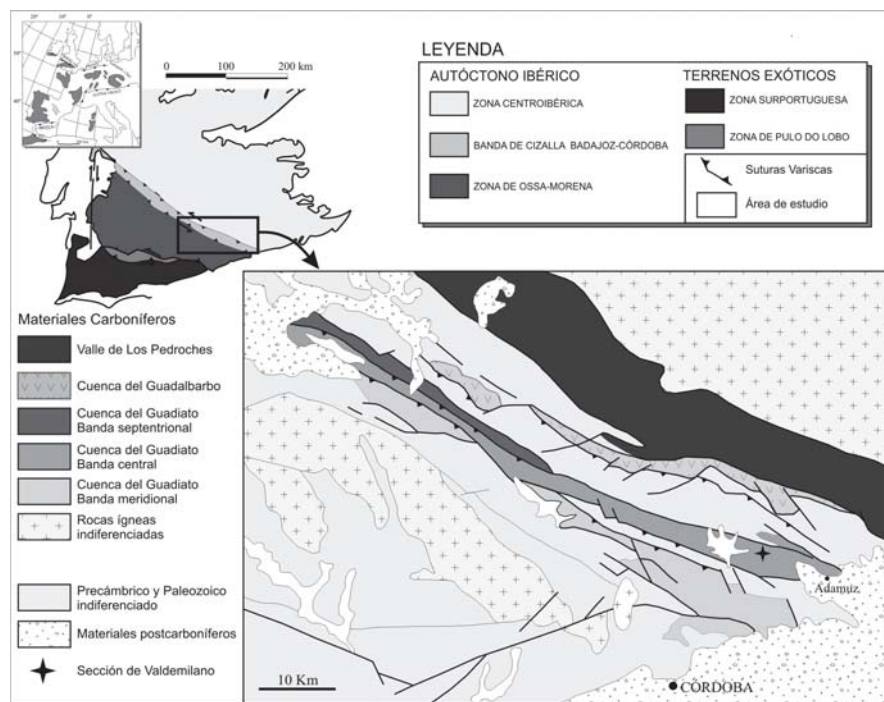 0 100 200 km
LEYENDA
AUTÓCTONO IBÉRICO
ZONA CENTROIBÉRICA
BANDA DE CIZALLA BADAJOZ-CÓRDOBA
ZONA DE OSSA-MORENA
TERRENOS EXÓTICOS
ZONA SURPORTUGUESA
ZONA DE PULO DO LOBO
Suturas Variscas
Área de estudio
Materiales Carboníferos
Valle de Los Pedroches
Cuenca del Guadalbarbo
Cuenca del Guadiato
Banda septentrional
Cuenca del Guadiato
Banda central
Cuenca del Guadiato
Banda meridional
Rocas ígneas
indiferenciadas
Precámbrico y Paleozoico
indiferenciado
Materiales postcarboníferos
Sección de Valdemilano
Adamuz
10 Km
CÓRDOBA